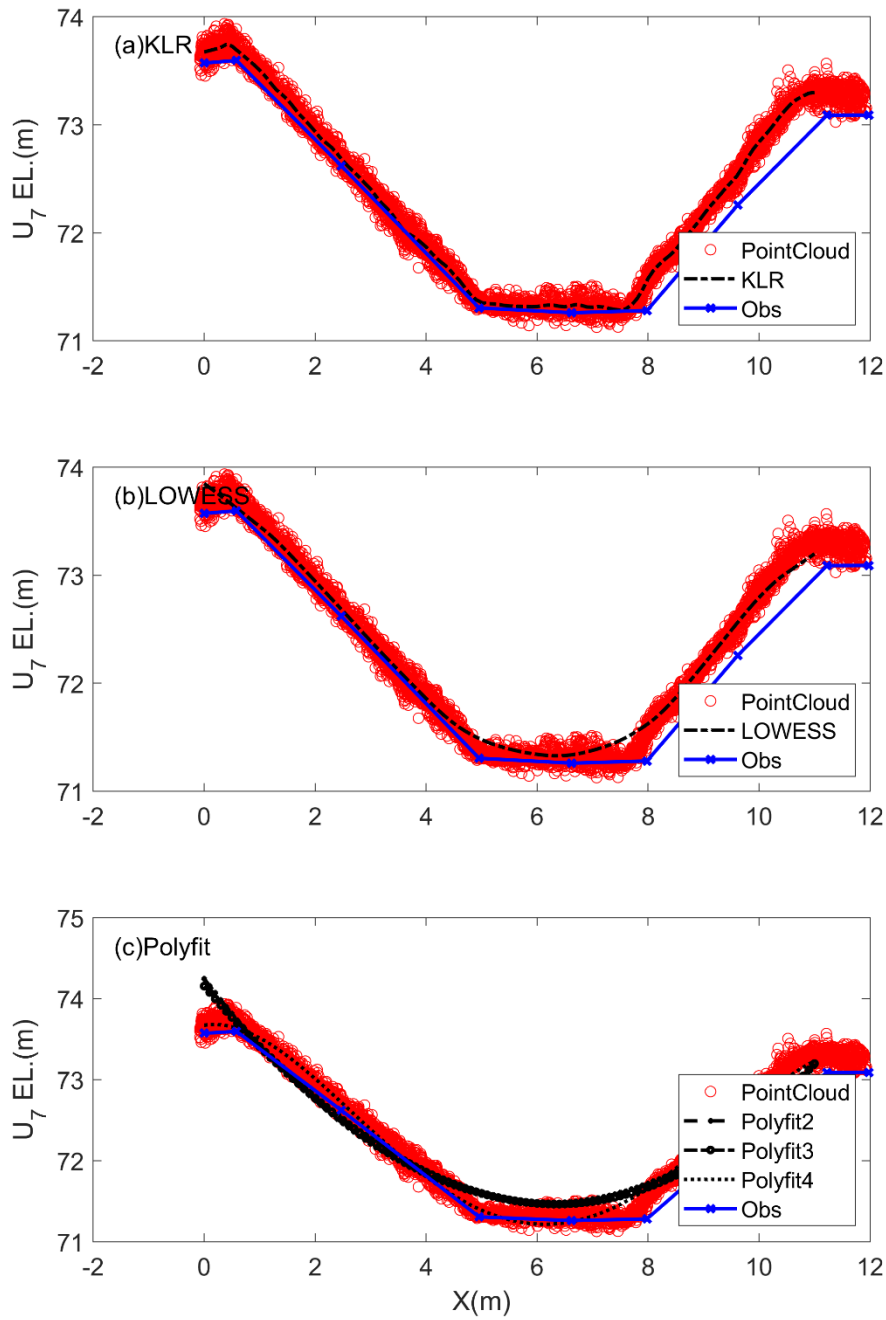 74
(a)KLR
73
U7 EL.(m)
72
PointCloud
KLR
Obs
71
-2 0 2 4 6 8 10 12
74
(b)LOWESS
73
U7 EL.(m)
72
PointCloud
LOWESS
Obs
71
-2 0 2 4 6 8 10 12
75
(c)Polyfit
74
U7 EL.(m)
73
PointCloud
Polyfit2
Polyfit3
72
Polyfit4
Obs
71
-2 0 2 4 6 8 10 12
X(m)